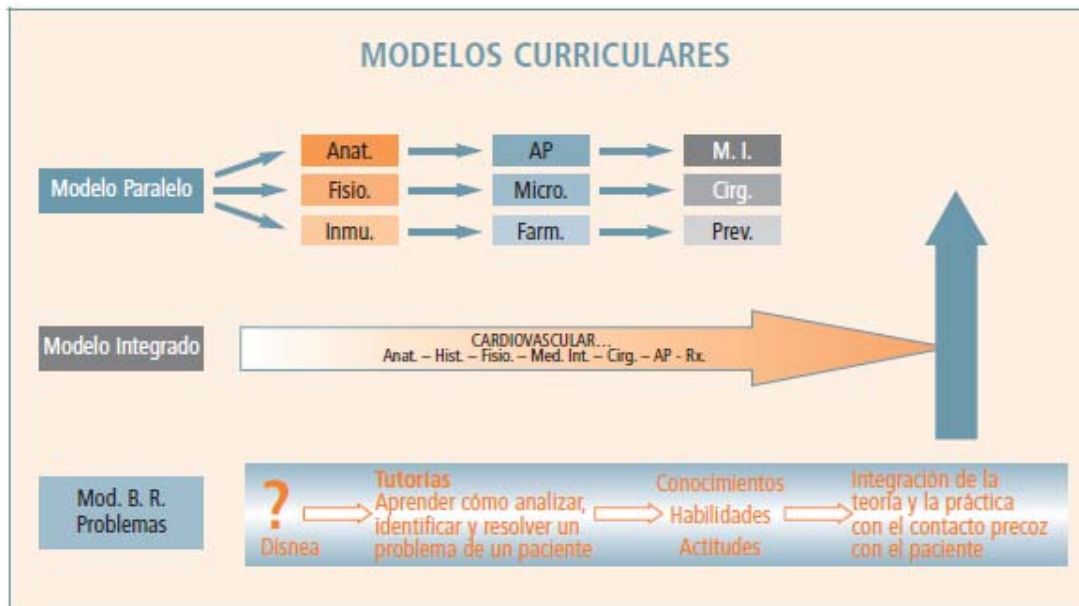 MODELOS CURRICULARES
Modelo Paralelo
Anat.
AP
M. I.
Fisio.
Micro.
Cirg.
Inmu.
Farm.
Prev.
Modelo Integrado
CARDIOVASCULAR...
Anat. – Hist. – Fisio. – Med. Int. – Cirg. – AP - Rx.
Mod. B. R.
Problemas
?
Disnea
Tutorías
Aprender cómo analizar,
identificar y resolver un
problema de un paciente
Conocimientos
Habilidades
Actitudes
Integración de la
teoría y la práctica
con el contacto precoz
con el paciente